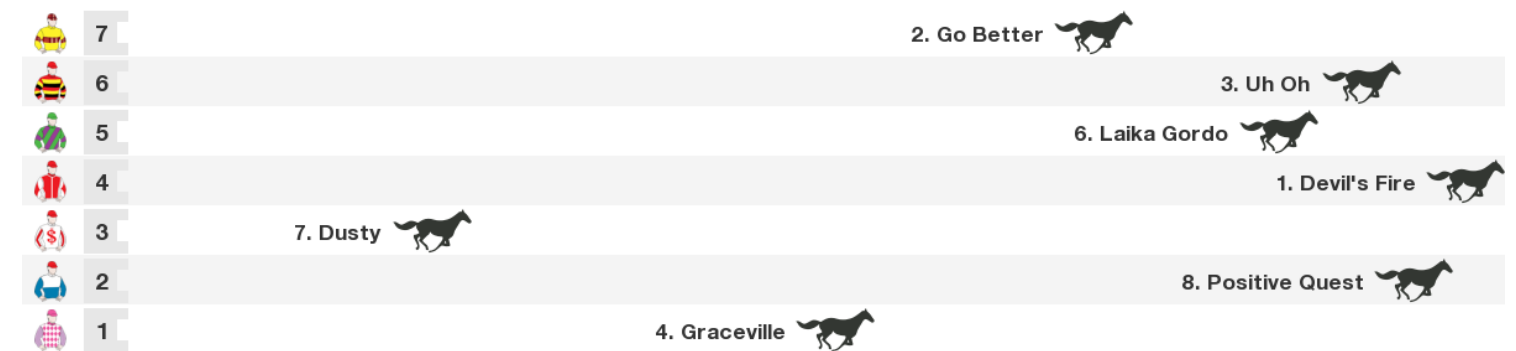 7 2. Go Better
6 3. Uh Oh
5 6. Laika Gordo
4 1. Devil's Fire
$ 3 7. Dusty
2 8. Positive Quest
1 4. Graceville